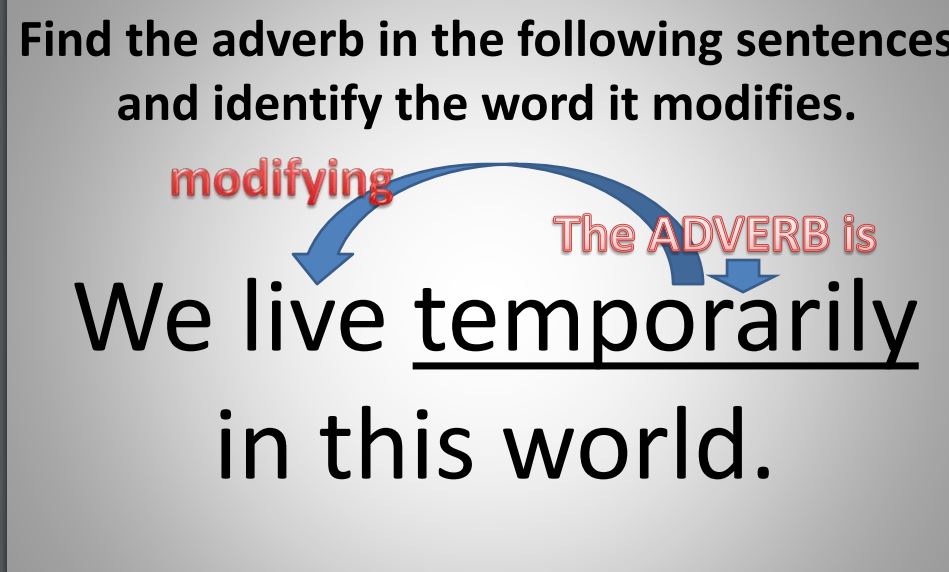 Find the adverb in the following sentences
and identify the word it modifies.
modifying
The ADVERB is
We live temporarily
in this world.